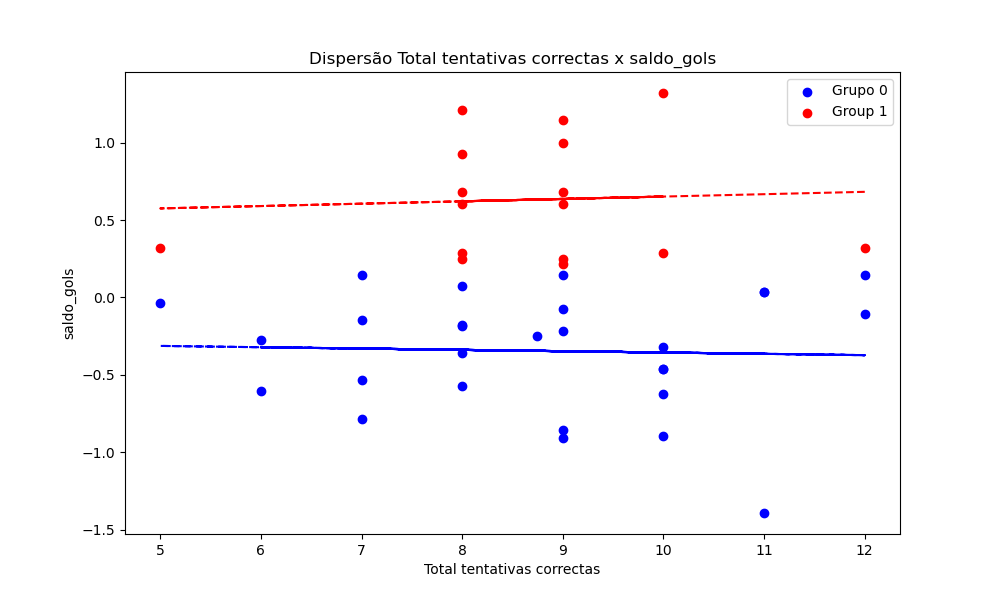 Dispersão Total tentativas correctas x saldo_gols
Grupo 0
Group 1
saldo_gols
1.0
0.5
0.0
−0.5
−1.0
−1.5
5 6 7 8 9 10 11 12
Total tentativas correctas